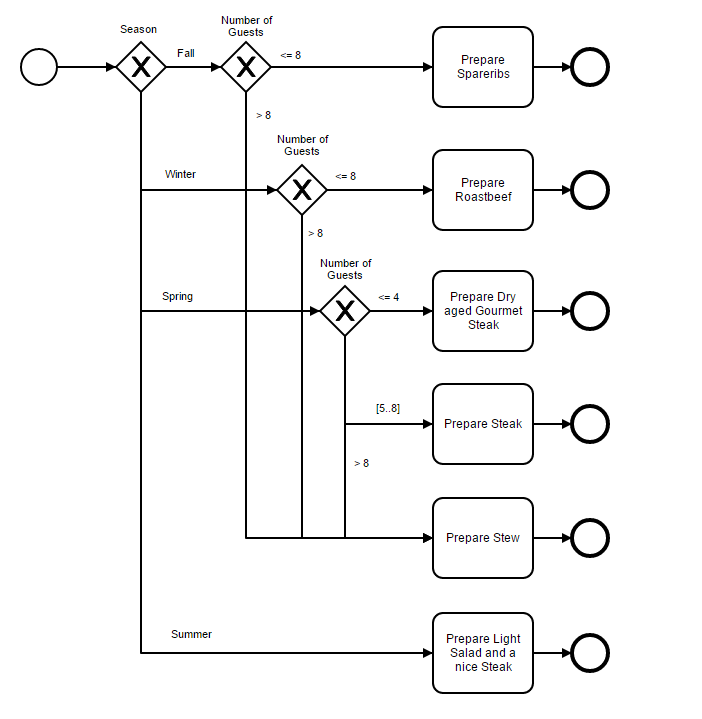 Season
Number of
Guests
Fall
<= 8
Prepare
Spareribs
> 8
Number of
Guests
Winter
<= 8
Prepare
Roastbeef
> 8
Number of
Guests
Spring
<= 4
Prepare Dry
aged Gourmet
Steak
[5..8]
Prepare Steak
> 8
Prepare Stew
Summer
Prepare Light
Salad and a
nice Steak